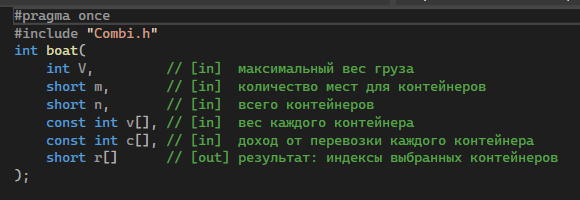 #pragma once
#include "Combi.h"
int boat(
    int V,         // [in]  максимальный вес груза
    short m,       // [in]  количество мест для контейнеров
    short n,       // [in]  всего контейнеров
    const int v[], // [in]  вес каждого контейнера
    const int c[], // [in]  доход от перевозки каждого контейнера
    short r[]      // [out] результат: индексы выбранных контейнеров
);